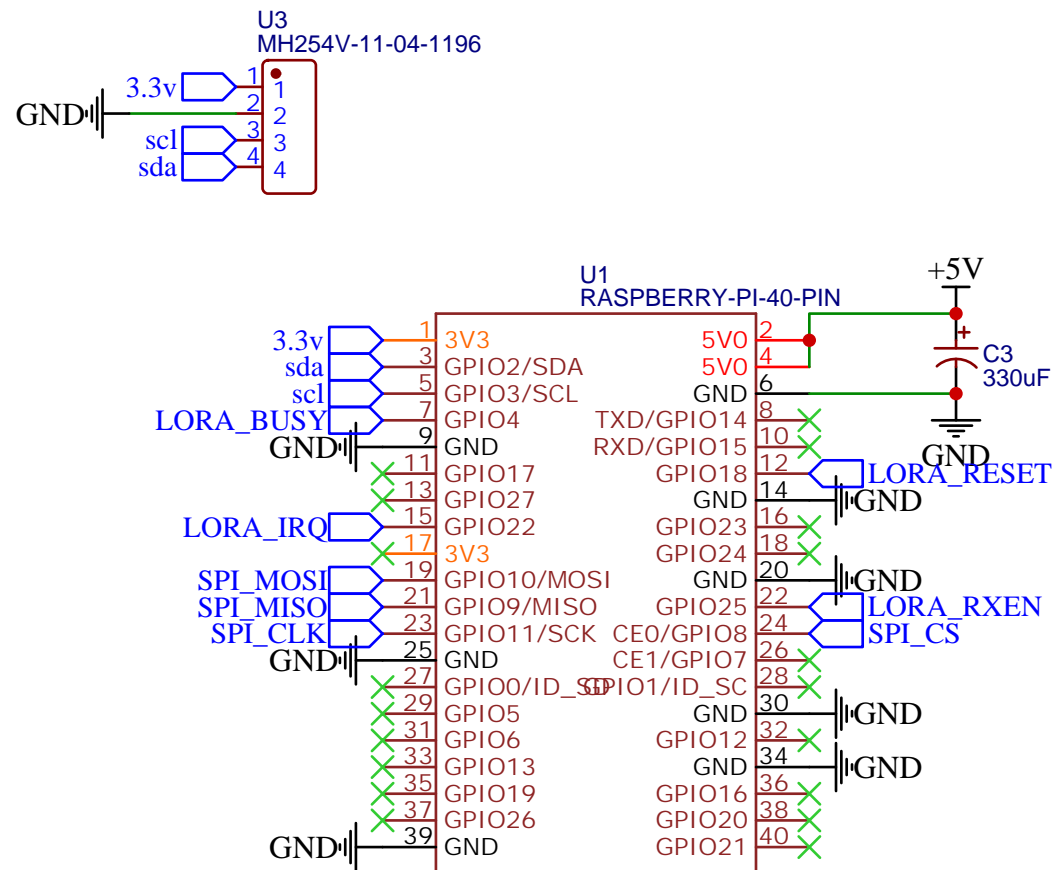 U3
MH254V-11-04-1196
3.3v 1 1
GND 2 2
scl 3 3
sda 4 4
+5V
U1
RASPBERRY-PI-40-PIN
C3
330uF
+
GND
3.3v 1 3V3 5V0 2
sda 3 GPIO2/SDA 5V0 4
scl 5 GPIO3/SCL GND 6
LORA_BUSY 7 GPIO4 TXD/GPIO14 8
GND 9 GND RXD/GPIO15 10
11 GPIO17 GPIO18 12 LORA_RESET
13 GPIO27 GND 14 GND
LORA_IRQ 15 GPIO22 GPIO23 16
17 3V3 GPIO24 18
SPI_MOSI 19 GPIO10/MOSI GND 20 GND
SPI_MISO 21 GPIO9/MISO GPIO25 22 LORA_RXEN
SPI_CLK 23 GPIO11/SCK CE0/GPIO8 24 SPI_CS
GND 25 GND CE1/GPIO7 26
27 GPIO0/ID_SD GPIO1/ID_SC 28
29 GPIO5 GND 30 GND
31 GPIO6 GPIO12 32
33 GPIO13 GND 34 GND
35 GPIO19 GPIO16 36
37 GPIO26 GPIO20 38
GND 39 GND GPIO21 40